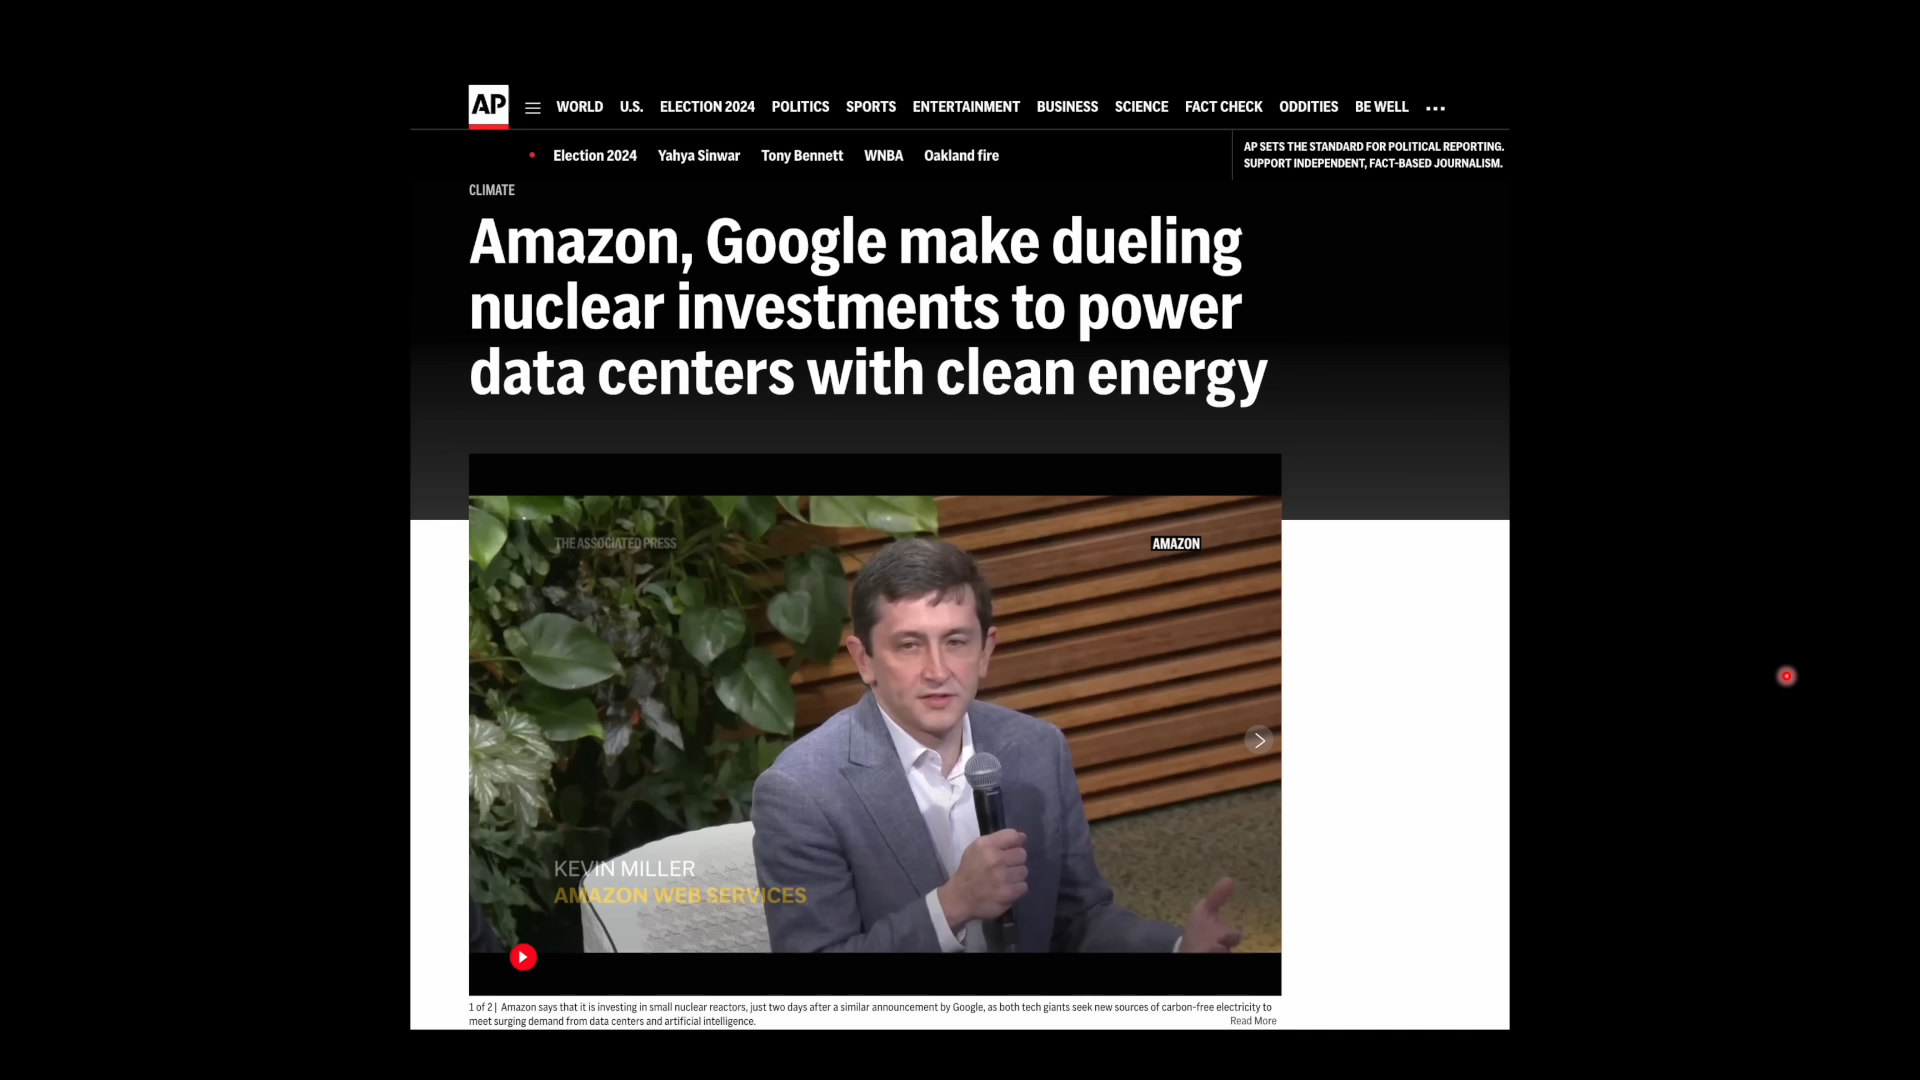 AP
WORLD U.S. ELECTION 2024 POLITICS SPORTS ENTERTAINMENT BUSINESS SCIENCE FACT CHECK ODDITIES BE WELL ...
Election 2024 Yahya Sinwar Tony Bennett WNBA Oakland fire
AP SETS THE STANDARD FOR POLITICAL REPORTING.
SUPPORT INDEPENDENT, FACT-BASED JOURNALISM.
CLIMATE
Amazon, Google make dueling
nuclear investments to power
data centers with clean energy
THE ASSOCIATED PRESS
AMAZON
KEVIN MILLER
AMAZON WEB SERVICES
1 of 2 | Amazon says that it is investing in small nuclear reactors, just two days after a similar announcement by Google, as both tech giants seek new sources of carbon-free electricity to
meet surging demand from data centers and artificial intelligence.
Read More